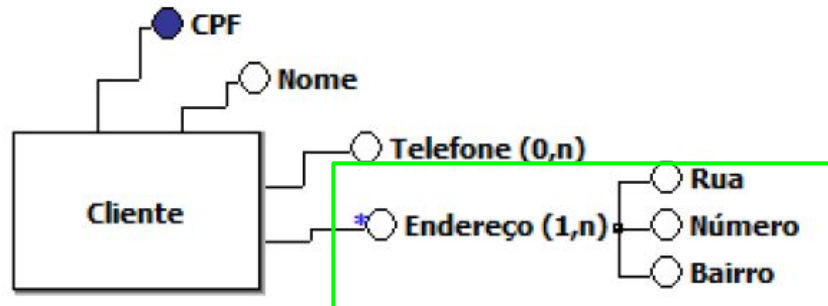 CPF
Nome
Telefone (0,n)
Rua
Cliente
*Endereço (1,n)
Número
Bairro